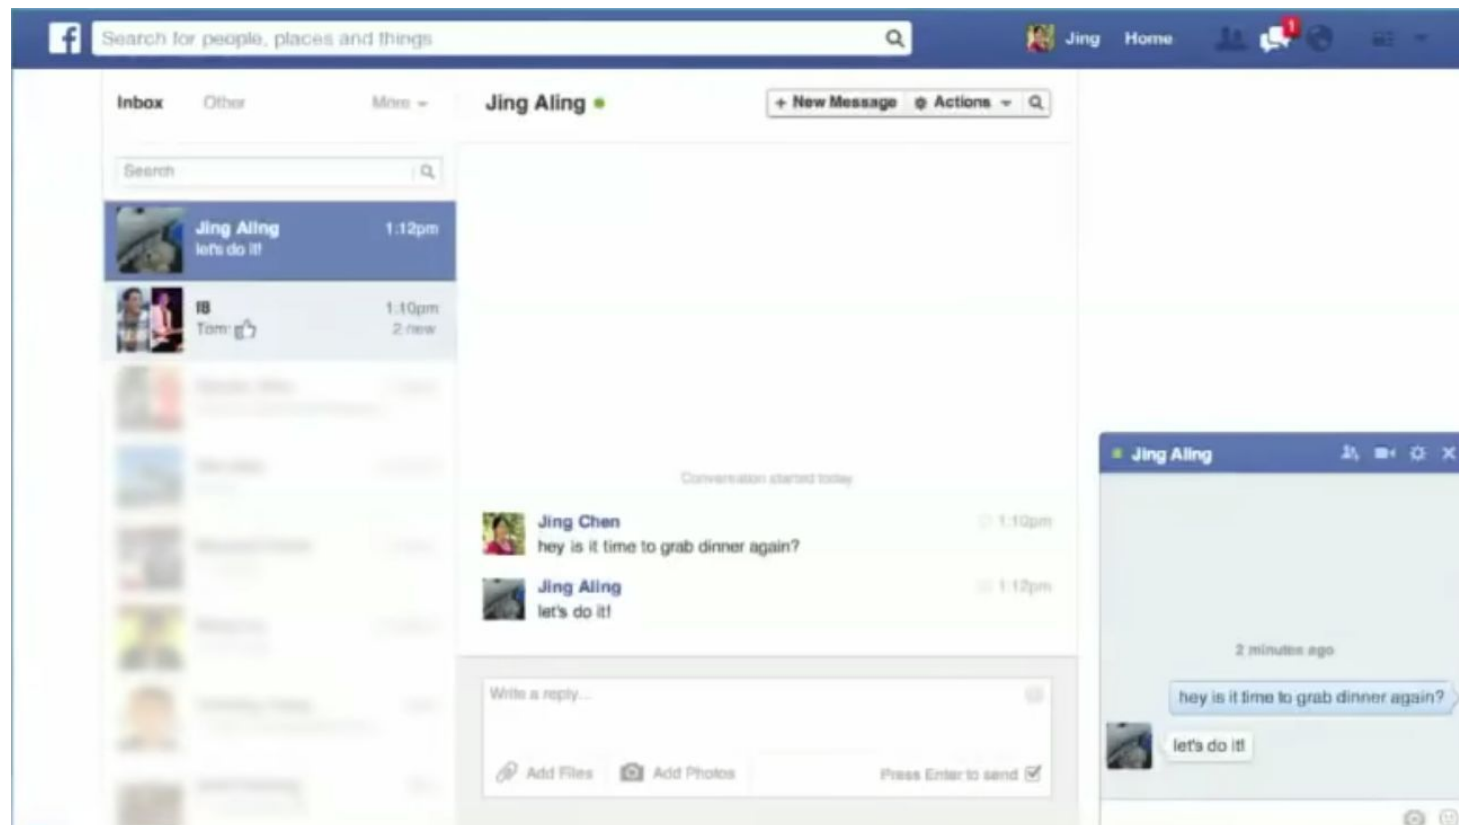 f
Search for people, places and things
Jing
Home
1
Inbox
Other
More
Jing Aling
+ New Message
Actions
Search
Jing Aling
1:12pm
let's do it!
f8
1:10pm
Tom:
2 new
Conversation started today
Jing Chen
1:10pm
hey is it time to grab dinner again?
Jing Aling
1:12pm
let's do it!
Write a reply...
Add Files
Add Photos
Press Enter to send
Jing Aling
2 minutes ago
hey is it time to grab dinner again?
let's do it!